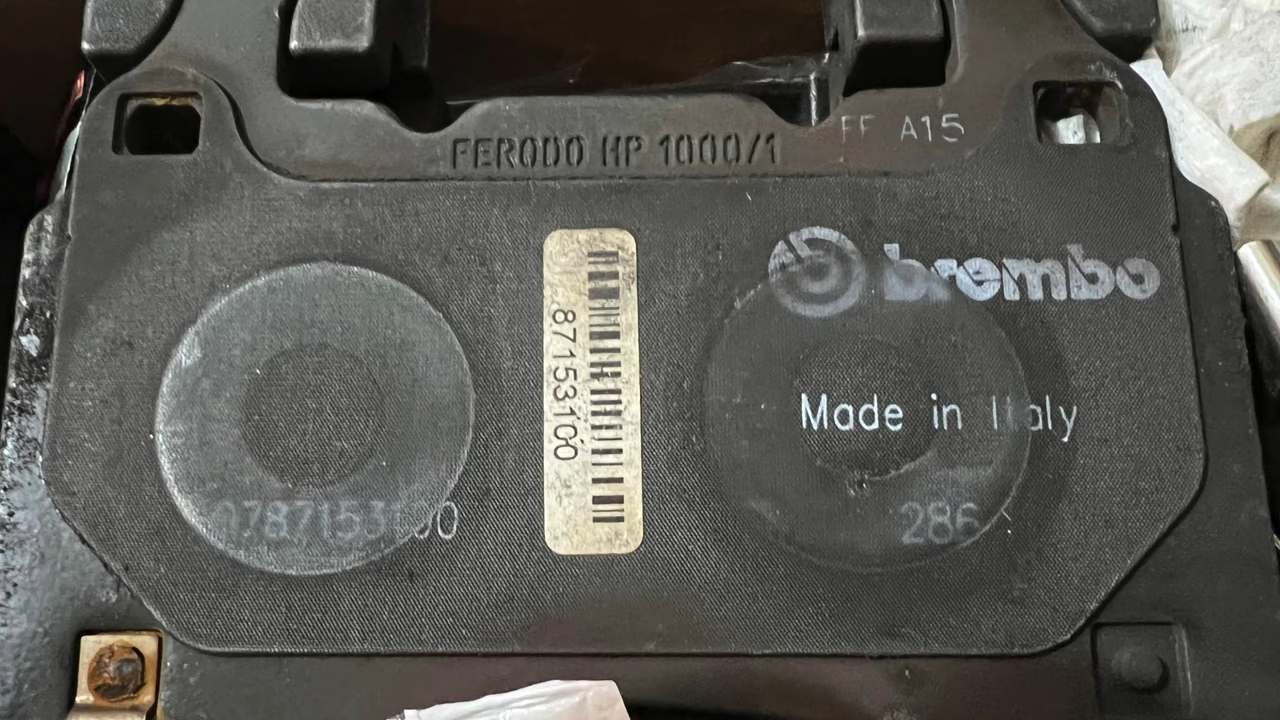 FERODO HP 1000/1
FF A15
brembo
87153100
Made in Italy
0787153100
286